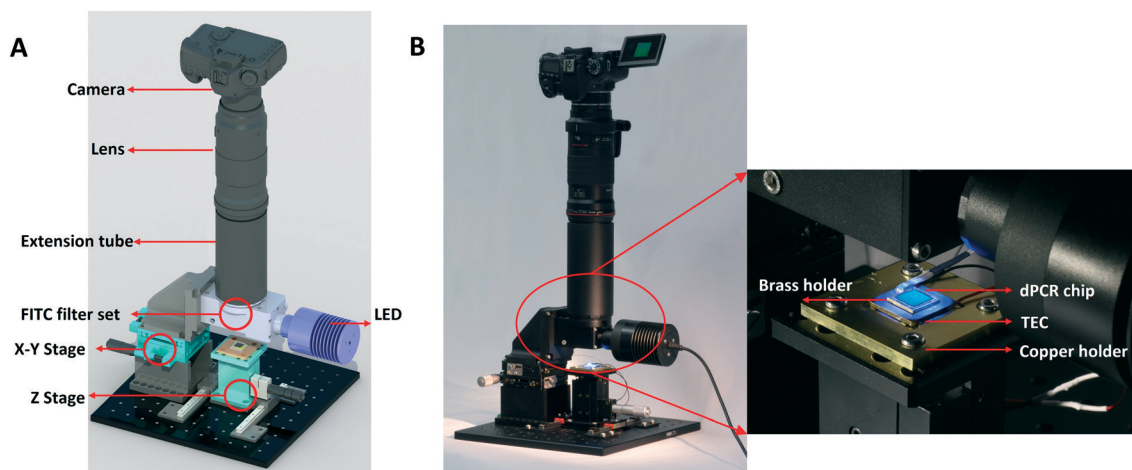 A
Camera
Lens
Extension tube
FITC filter set
X-Y Stage
Z Stage
LED
B
Brass holder
dPCR chip
TEC
Copper holder